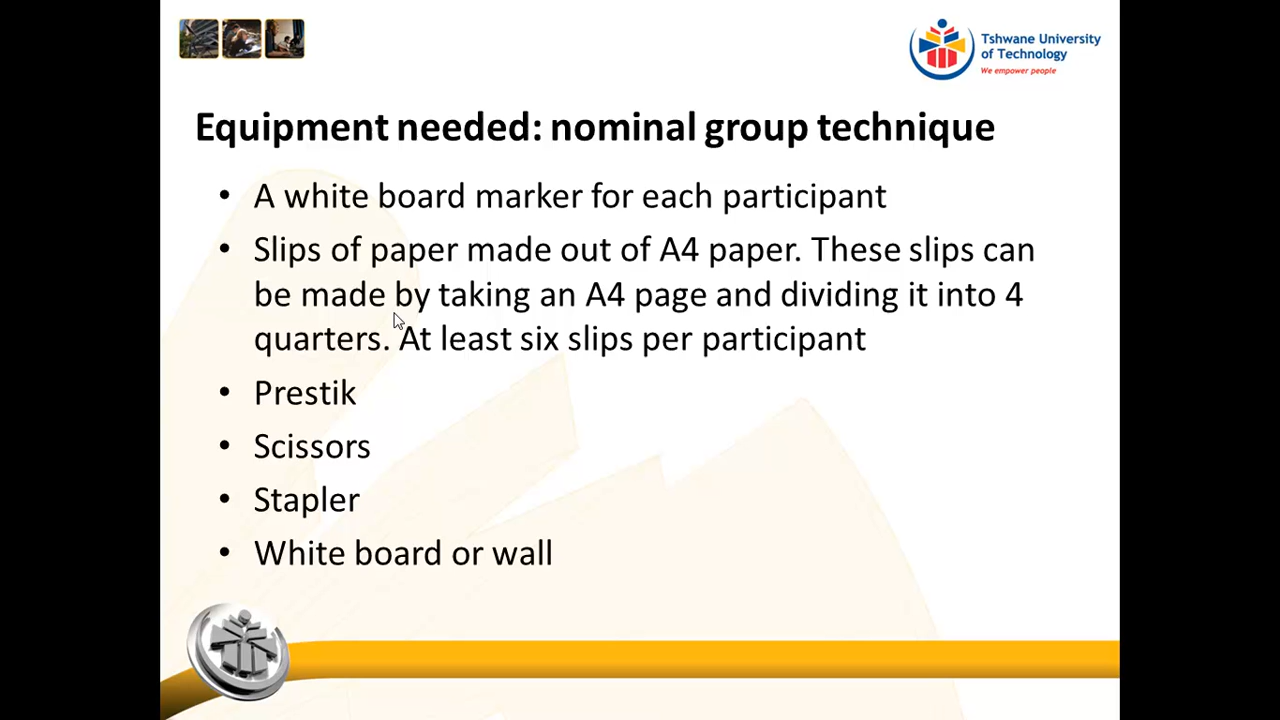 Tshwane University
of Technology
We empower people
Equipment needed: nominal group technique
• A white board marker for each participant
• Slips of paper made out of A4 paper. These slips can
be made by taking an A4 page and dividing it into 4
quarters. At least six slips per participant
• Prestik
• Scissors
• Stapler
• White board or wall